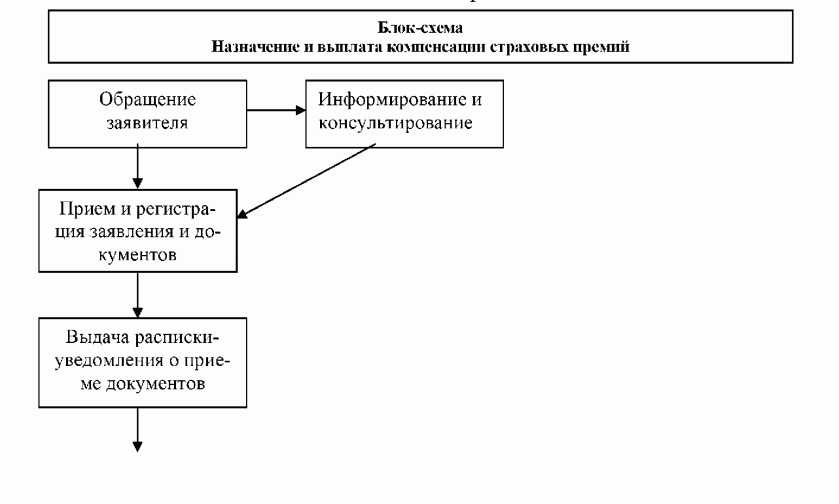 Блок-схема
Назначение и выплата компенсации страховых премий
Обращение
заявителя
Информирование и
консультирование
Прием и регистра-
ция заявления и до-
кументов
Выдача расписки-
уведомления о прие-
ме документов